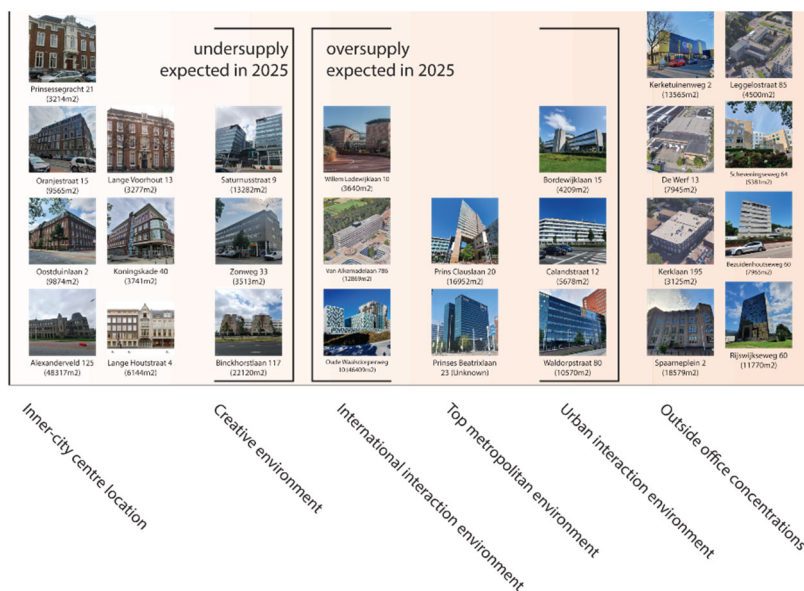 undersupply
expected in 2025
oversupply
expected in 2025
Prinsessegracht 21
(3214m2)
Kerketuinenweg 2
(13565m2)
Leggelostraat 85
(4500m2)
Oranjestraat 15
(9565m2)
Lange Voorhout 13
(3277m2)
Saturnusstraat 9
(13282m2)
Willem Lodewijklaan 10
(3640m2)
Bordewijklaan 15
(4209m2)
De Werf 13
(7945m2)
Scheveningseweg 64
(5381m2)
Oostduinlaan 2
(9874m2)
Koningskade 40
(3741m2)
Zonweg 33
(3513m2)
Van Alkemadelaan 786
(12869m2)
Prins Clauslaan 20
(16952m2)
Calandstraat 12
(5678m2)
Kerklaan 195
(3125m2)
Bezuidenhoutseweg 60
(7965m2)
Alexanderveld 125
(48317m2)
Lange Houtstraat 4
(6144m2)
Binckhorstlaan 117
(22120m2)
Oude Waalsdorperweg
10 (46409m2)
Prinses Beatrixlaan
23 (Unknown)
Waldorpstraat 80
(10570m2)
Spaarneplein 2
(18579m2)
Rijswijkseweg 60
(11770m2)
Inner-city centre location
Creative environment
International interaction environment
Top metropolitan environment
Urban interaction environment
Outside office concentrations